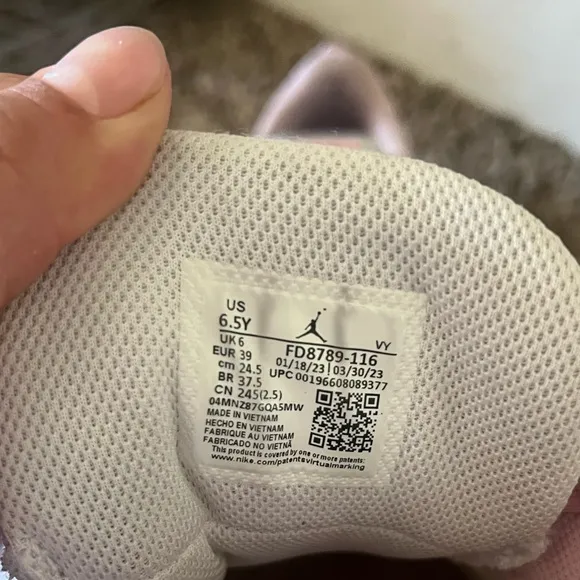 US
6.5Y
VY
UK 6
EUR 39
cm 24.5
BR 37.5
CN 245(2.5)
FD8789-116
01/18/23 | 03/30/23
UPC 00196608089377
04MNZ87GQA5MW
MADE IN VIETNAM
HECHO EN VIETNAM
FABRIQUE AU VIETNAM
FABRICADO NO VIETNÃ
This product is covered by one or more patents.
www.nike.com/patentsvirtualmarking